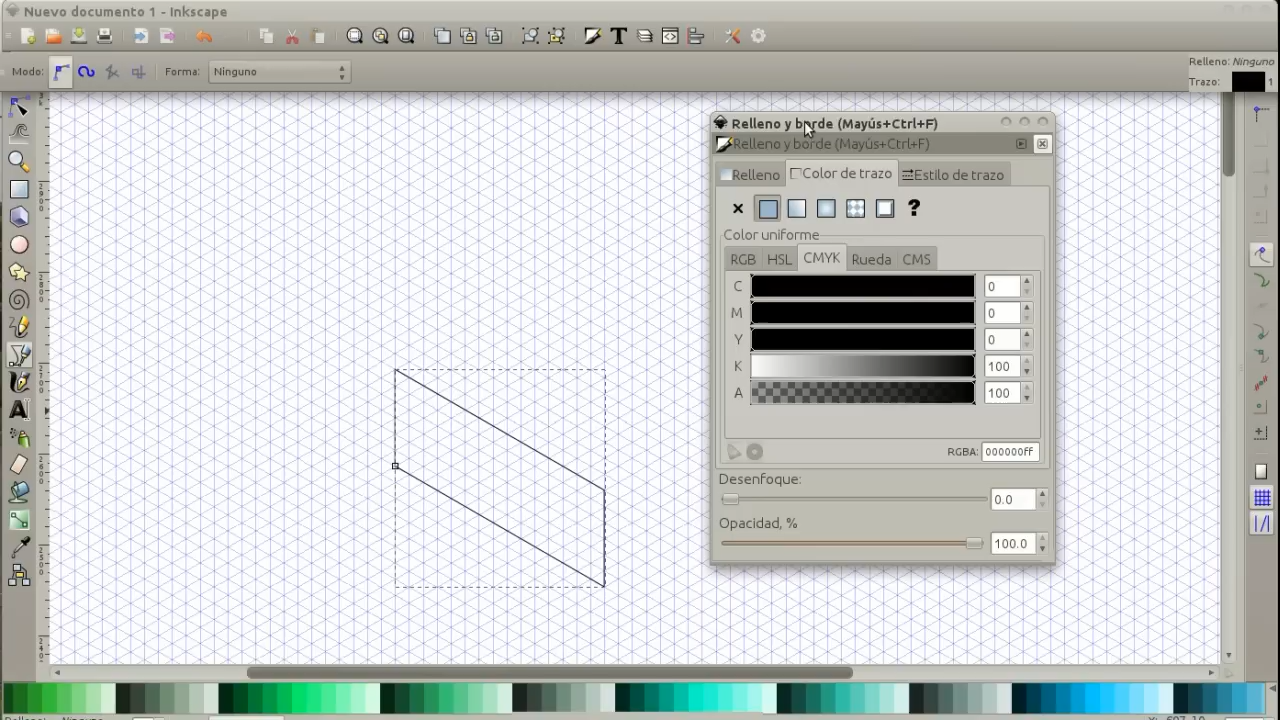 Nuevo documento 1 - Inkscape
Modo:
Forma:
Ninguno
Relleno: Ninguno
Trazo:
1
Relleno y borde (Mayús+Ctrl+F)
Relleno y borde (Mayús+Ctrl+F)
Relleno
Color de trazo
Estilo de trazo
Color uniforme
RGB
HSL
CMYK
Rueda
CMS
C
0
M
0
Y
0
K
100
A
100
RGBA:
000000ff
Desenfoque:
0.0
Opacidad, %
100.0